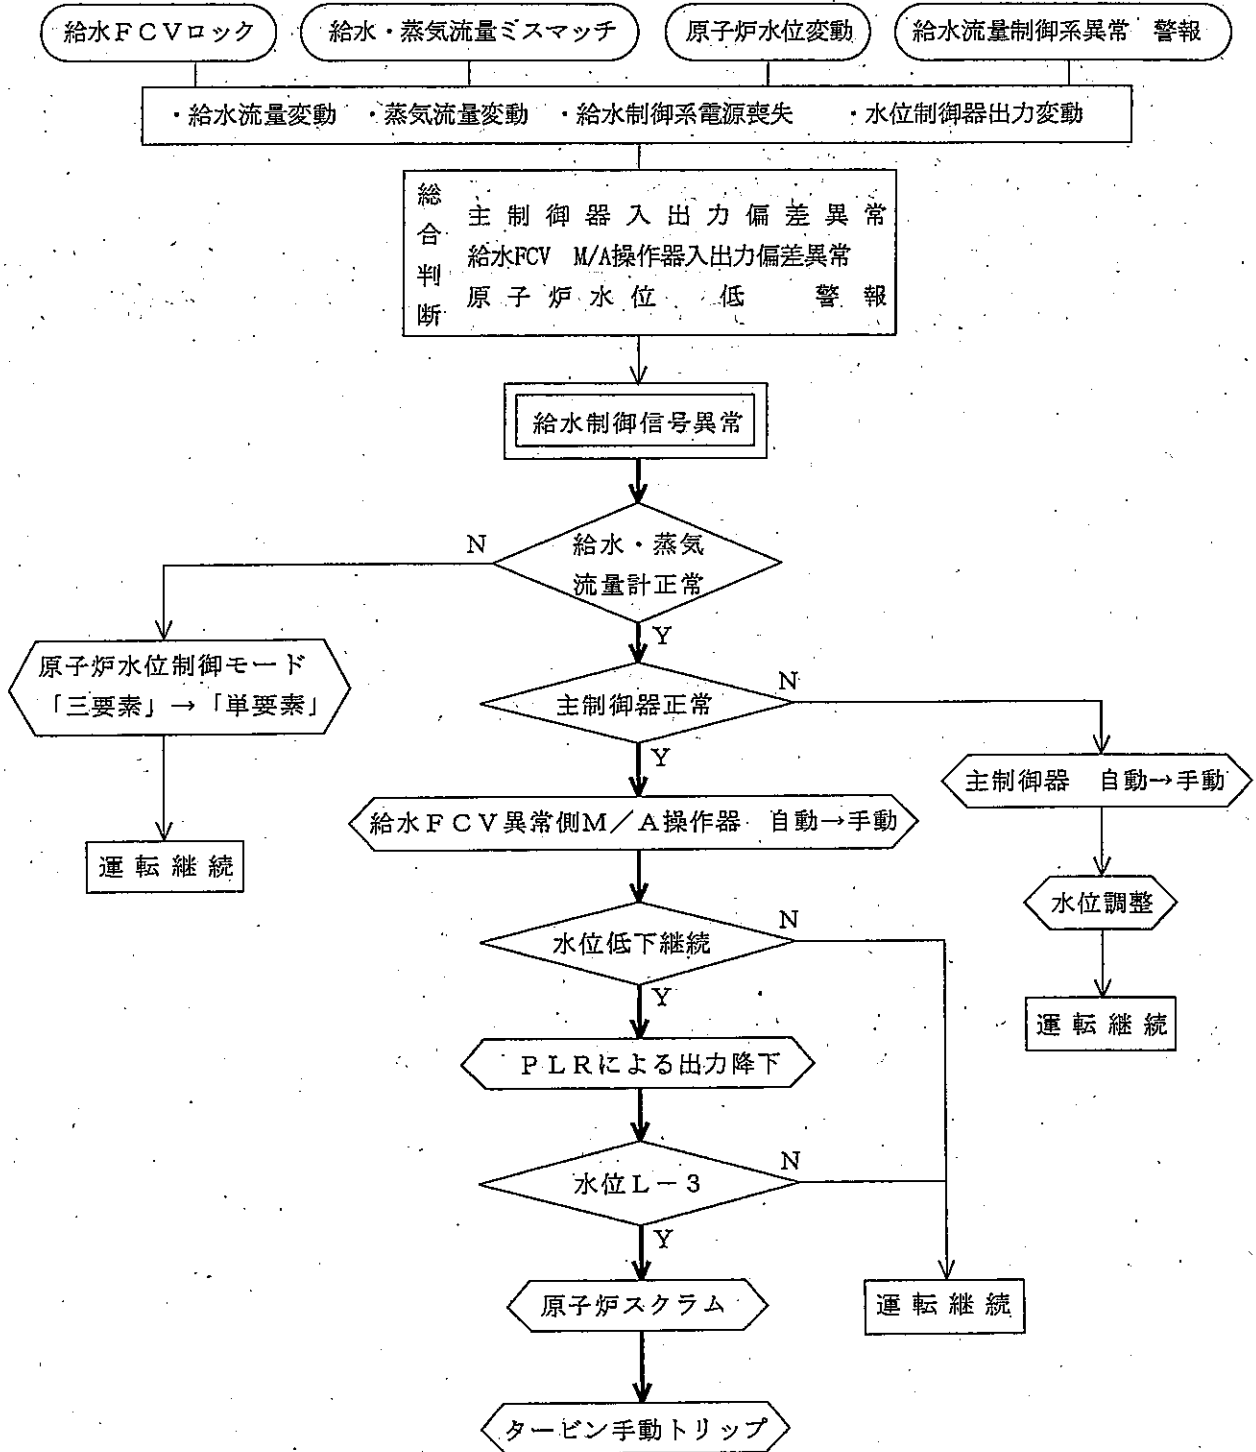 給水FCVロック
給水・蒸気流量ミスマッチ
原子炉水位変動
給水流量制御系異常　警報
・給水流量変動　・蒸気流量変動　・給水制御系電源喪失　・水位制御器出力変動
総合判断
主制御器入出力偏差異常
給水FCV　M/A操作器入出力偏差異常
原子炉水位　低　警報
給水制御信号異常
給水・蒸気
流量計正常
N
Y
原子炉水位制御モード
「三要素」→「単要素」
運転継続
主制御器正常
N
Y
主制御器　自動→手動
水位調整
運転継続
給水FCV異常側M／A操作器　自動→手動
水位低下継続
N
Y
PLRによる出力降下
水位L－3
N
Y
原子炉スクラム
運転継続
タービン手動トリップ